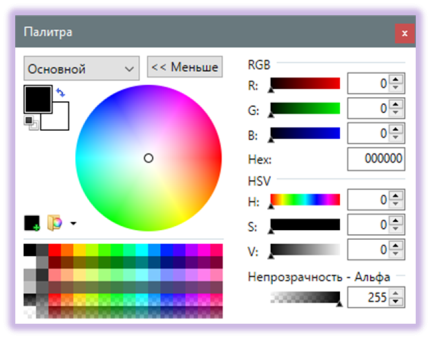 Палитра
x
Основной
<< Меньше
RGB
R: 0
G: 0
B: 0
Hex: 000000
HSV
H: 0
S: 0
V: 0
Непрозрачность - Альфа
255